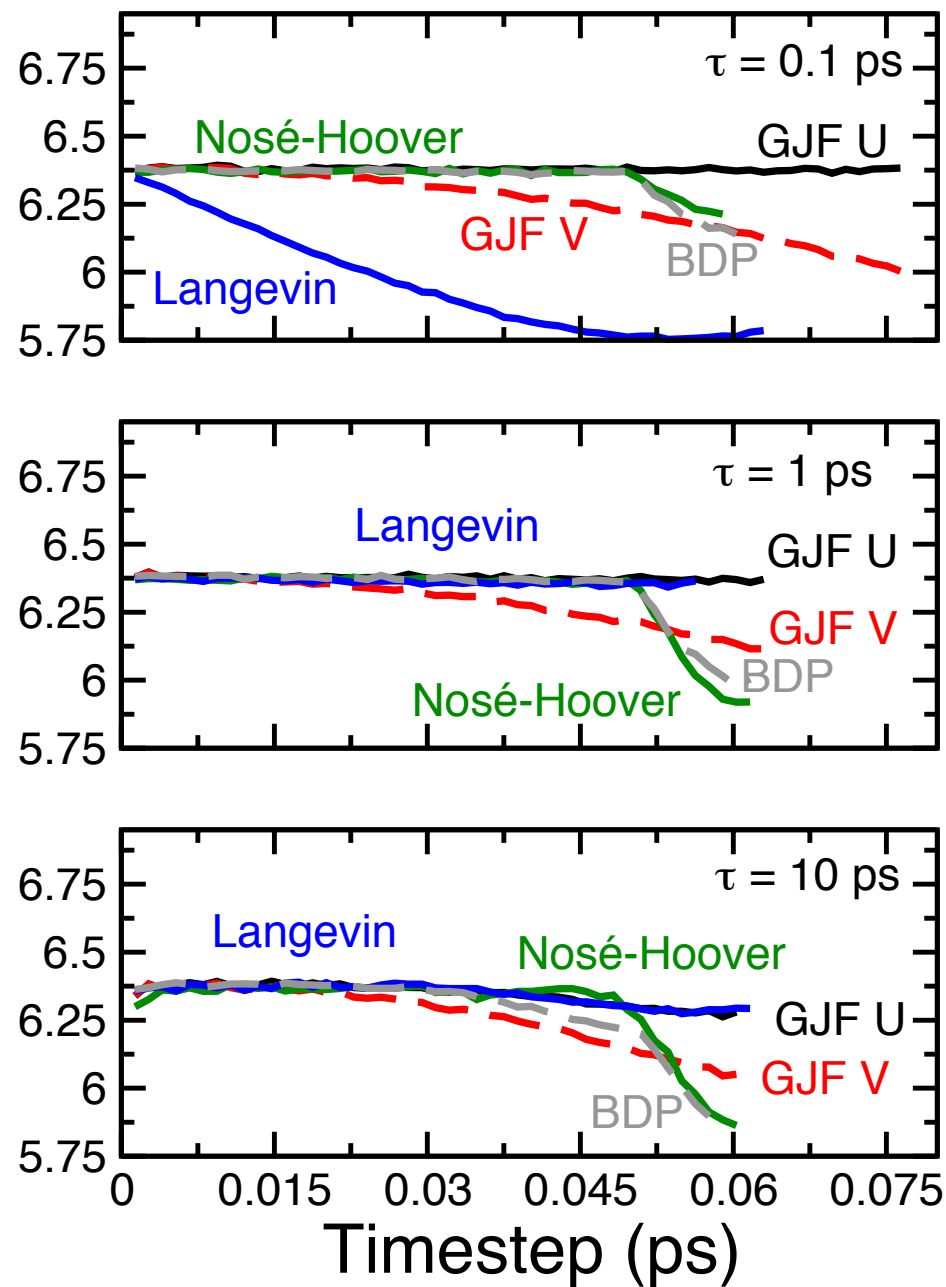 6.75
6.5
6.25
6
5.75
τ = 0.1 ps
Nosé-Hoover
GJF U
GJF V
BDP
Langevin
6.75
6.5
6.25
6
5.75
τ = 1 ps
Langevin
GJF U
GJF V
BDP
Nosé-Hoover
6.75
6.5
6.25
6
5.75
τ = 10 ps
Langevin
Nosé-Hoover
GJF U
GJF V
BDP
0 0.015 0.03 0.045 0.06 0.075
Timestep (ps)